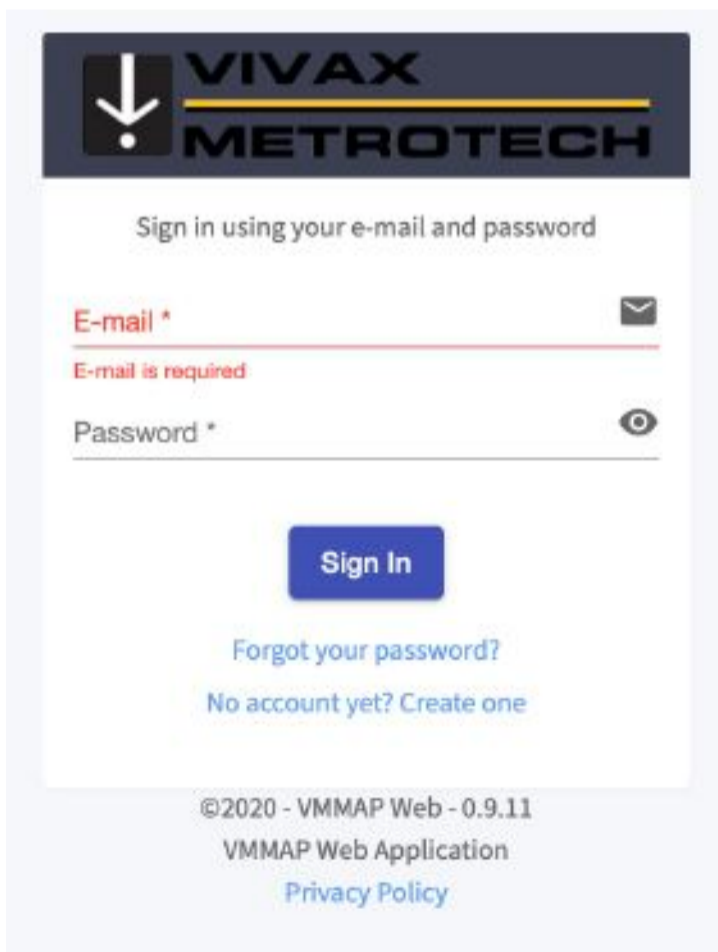 VIVAX
METROTECH
Sign in using your e-mail and password
E-mail *
E-mail is required
Password *
Sign In
Forgot your password?
No account yet? Create one
©2020 - VMMAP Web - 0.9.11
VMMAP Web Application
Privacy Policy